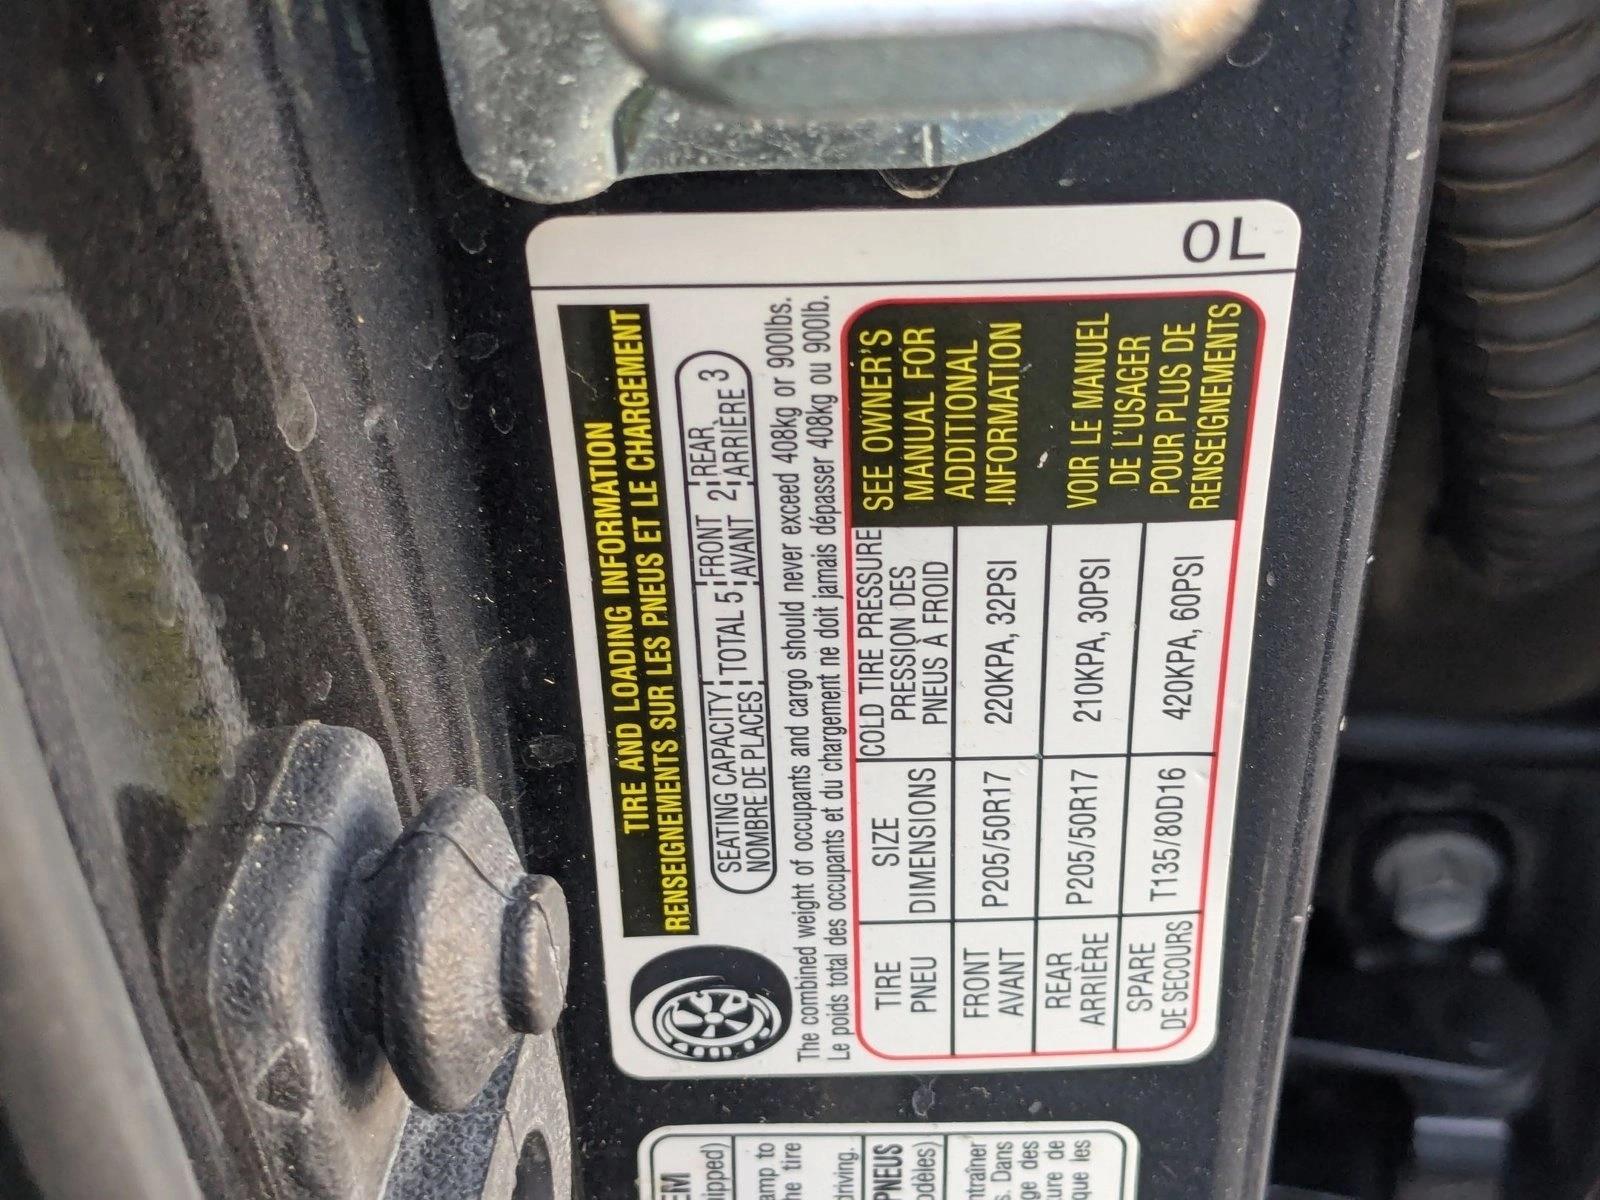 OL
TIRE AND LOADING INFORMATION
RENSEIGNEMENTS SUR LES PNEUS ET LE CHARGEMENT
SEATING CAPACITY TOTAL 5 FRONT 2 REAR 3
NOMBRE DE PLACES AVANT 2 ARRIÈRE
The combined weight of occupants and cargo should never exceed 408kg or 900lbs.
Le poids total des occupants et du chargement ne doit jamais dépasser 408kg ou 900lb.
TIRE SIZE COLD TIRE PRESSURE
PNEU DIMENSIONS PRESSION DES
PNEUS À FROID
FRONT P205/50R17 220KPA, 32PSI
AVANT
REAR P205/50R17 210KPA, 30PSI
ARRIÈRE
SPARE T135/80D16 420KPA, 60PSI
DE SECOURS
SEE OWNER'S
MANUAL FOR
ADDITIONAL
INFORMATION
VOIR LE MANUEL
DE L'USAGER
POUR PLUS DE
RENSEIGNEMENTS
driving.
PNEUS